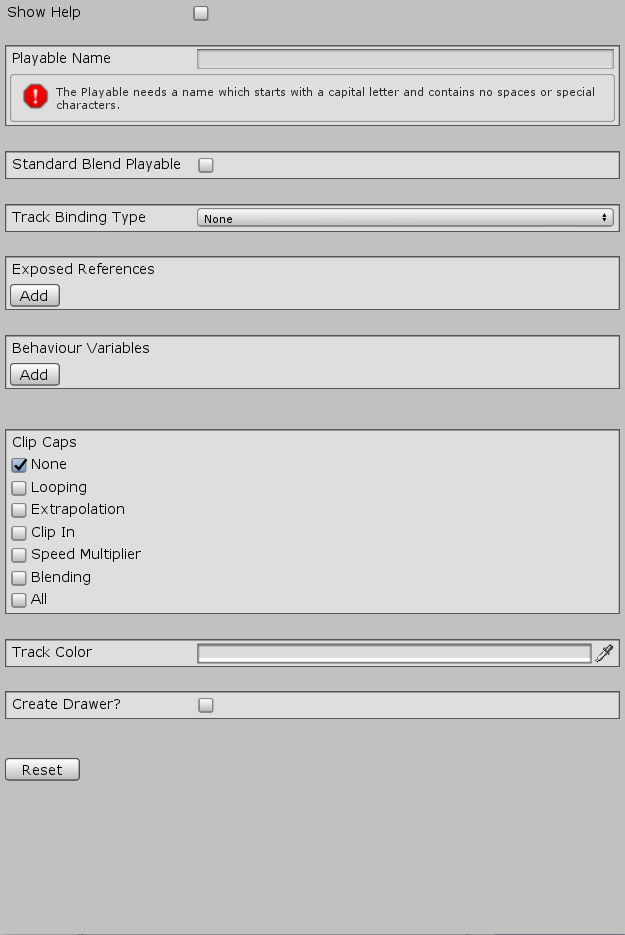 Show Help
Playable Name
The Playable needs a name which starts with a capital letter and contains no spaces or special
characters.
Standard Blend Playable
Track Binding Type
None
Exposed References
Add
Behaviour Variables
Add
Clip Caps
None
Looping
Extrapolation
Clip In
Speed Multiplier
Blending
All
Track Color
Create Drawer?
Reset